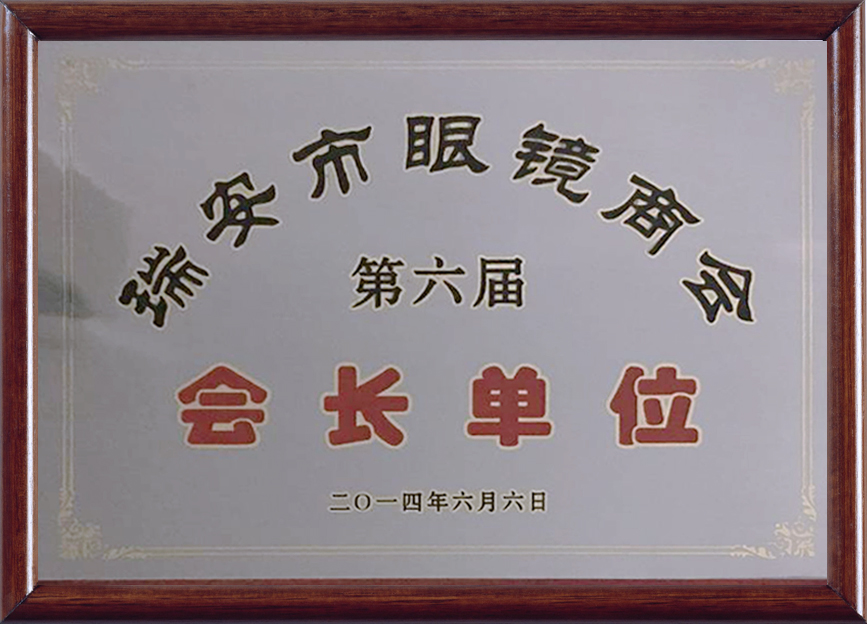 瑞安市眼镜商会
第六届
会长单位
二〇一四年六月六日